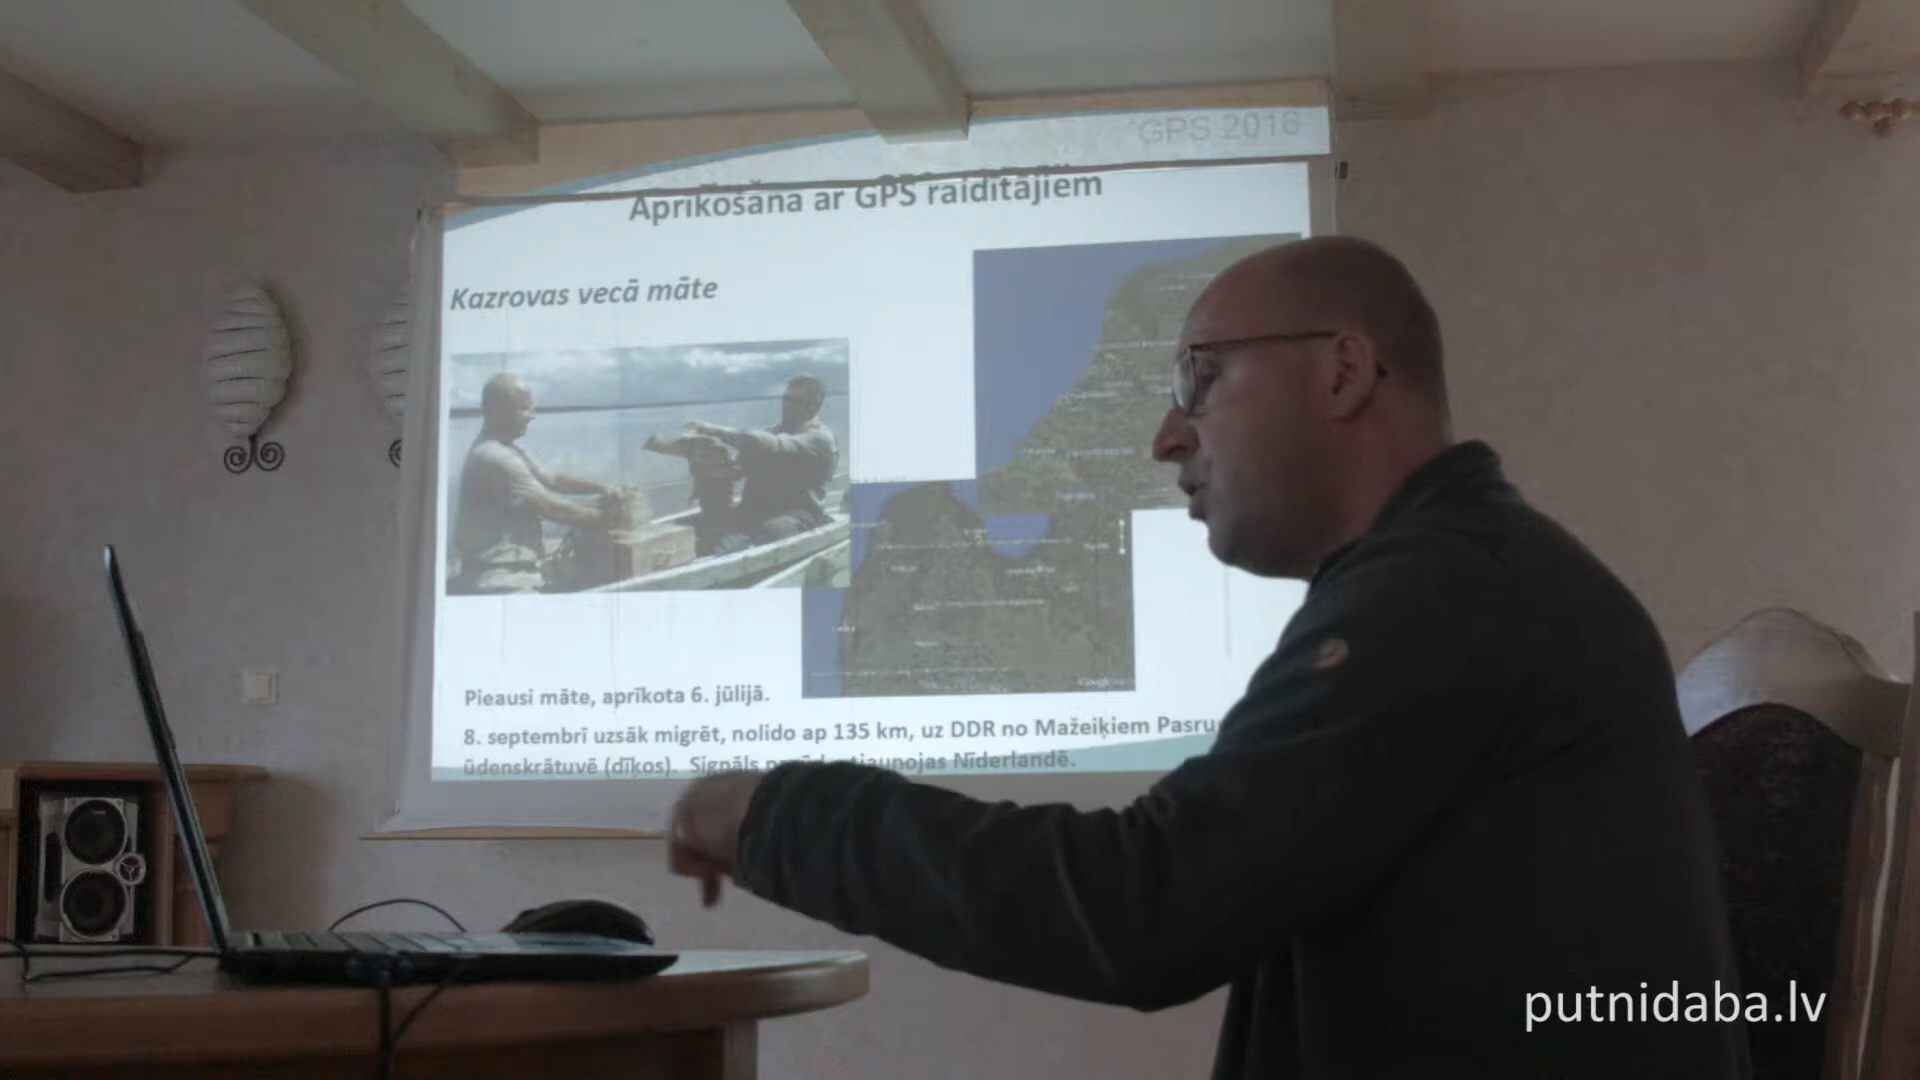 GPS 2016
Aprīkošana ar GPS raidītājiem
Kazrovas vecā māte
Pieausi māte, aprīkota 6. jūlijā.
8. septembrī uzsāk migrēt, nolido ap 135 km, uz DDR no Mažeiķiem
ūdenskrātuvē (dīķos). Signāls Nīderlandē.
putnidaba.lv